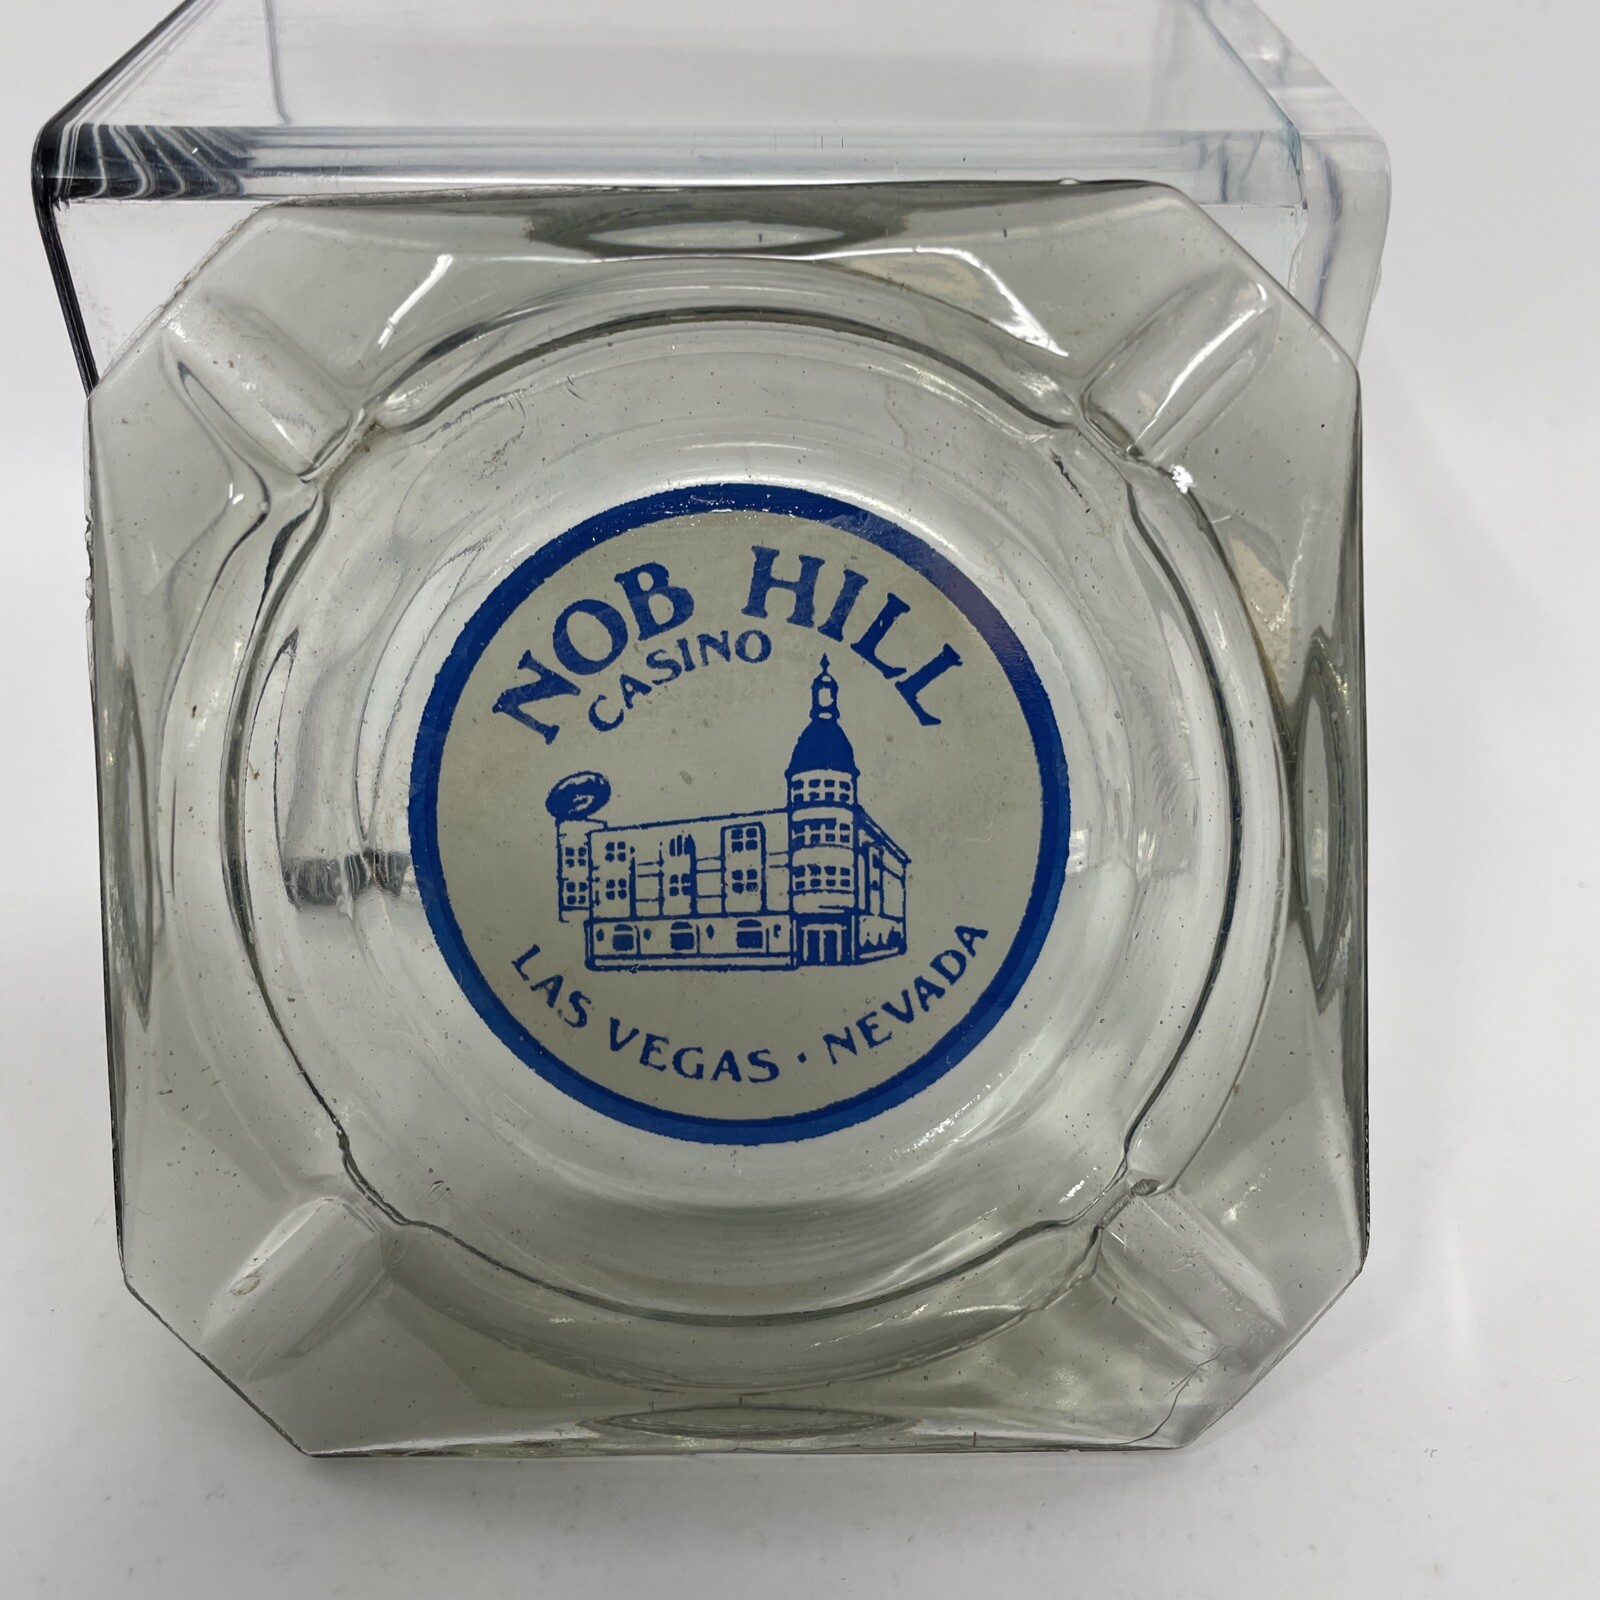 NOB HILL
CASINO
LAS VEGAS · NEVADA